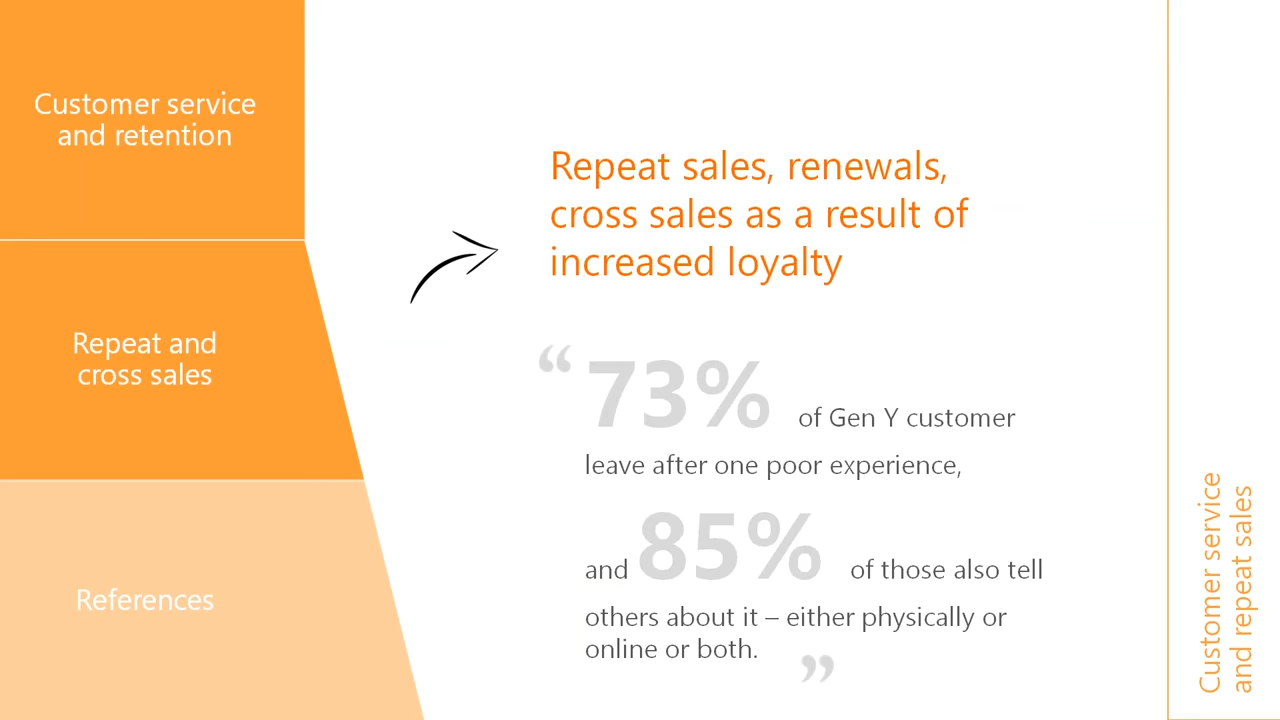 Customer service
and retention
Repeat and
cross sales
References
Repeat sales, renewals,
cross sales as a result of
increased loyalty
“ 73% of Gen Y customer
leave after one poor experience,
and 85% of those also tell
others about it – either physically or
online or both. ”
Customer service
and repeat sales